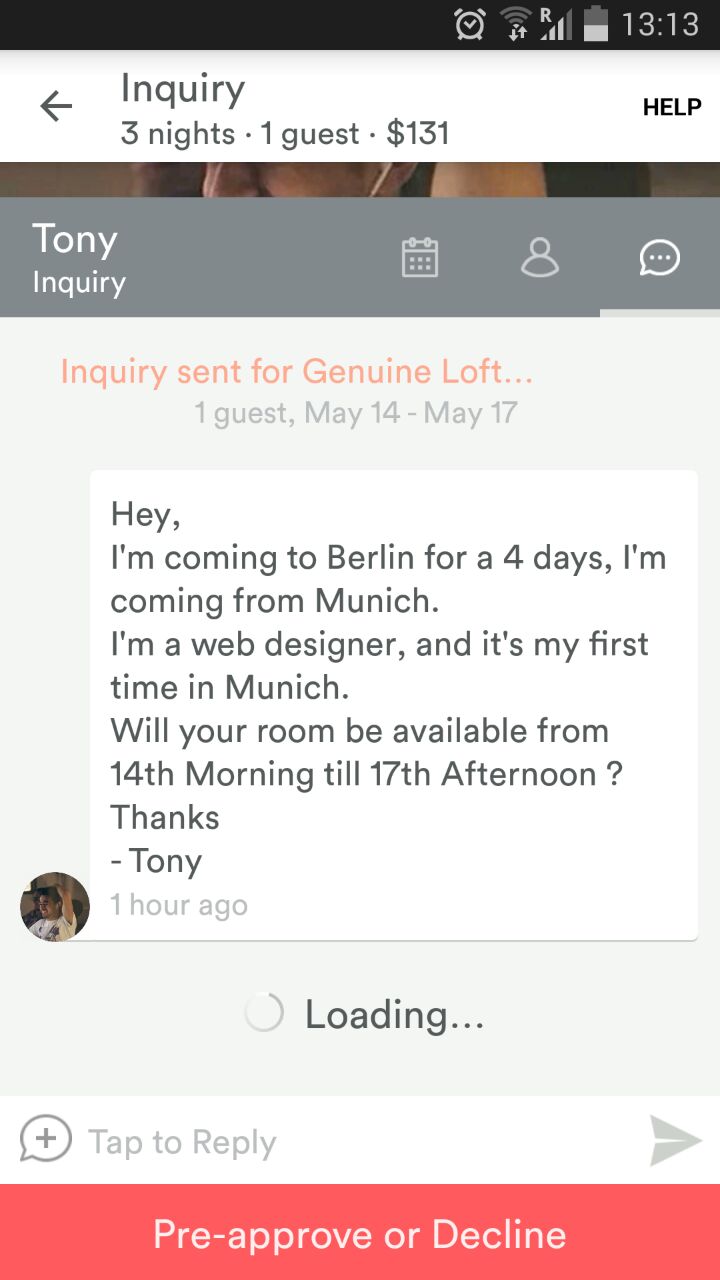 R 13:13
Inquiry
3 nights · 1 guest · $131
HELP
Tony
Inquiry
Inquiry sent for Genuine Loft...
1 guest, May 14 - May 17
Hey,
I'm coming to Berlin for a 4 days, I'm
coming from Munich.
I'm a web designer, and it's my first
time in Munich.
Will your room be available from
14th Morning till 17th Afternoon ?
Thanks
- Tony
1 hour ago
Loading...
Tap to Reply
Pre-approve or Decline